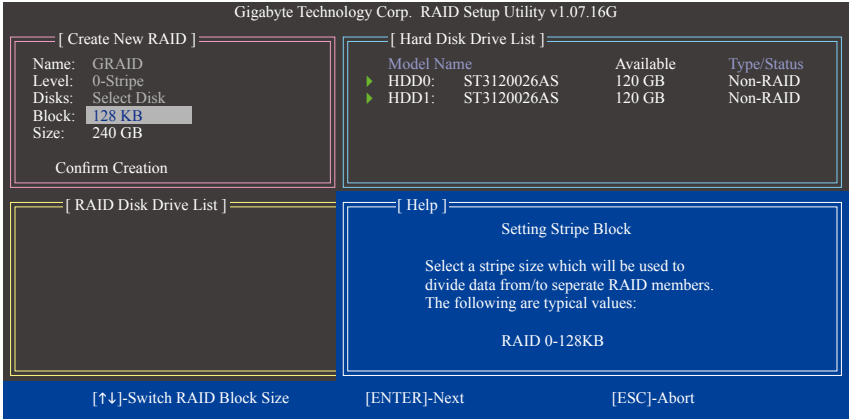 Gigabyte Technology Corp. RAID Setup Utility v1.07.16G
[ Create New RAID ]
Name: GRAID
Level: 0-Stripe
Disks: Select Disk
Block: 128 KB
Size: 240 GB
Confirm Creation
[ Hard Disk Drive List ]
Model Name Available Type/Status
HDD0: ST3120026AS 120 GB Non-RAID
HDD1: ST3120026AS 120 GB Non-RAID
[ RAID Disk Drive List ]
[ Help ]
Setting Stripe Block
Select a stripe size which will be used to
divide data from/to seperate RAID members.
The following are typical values:
RAID 0-128KB
[↑↓]-Switch RAID Block Size [ENTER]-Next [ESC]-Abort